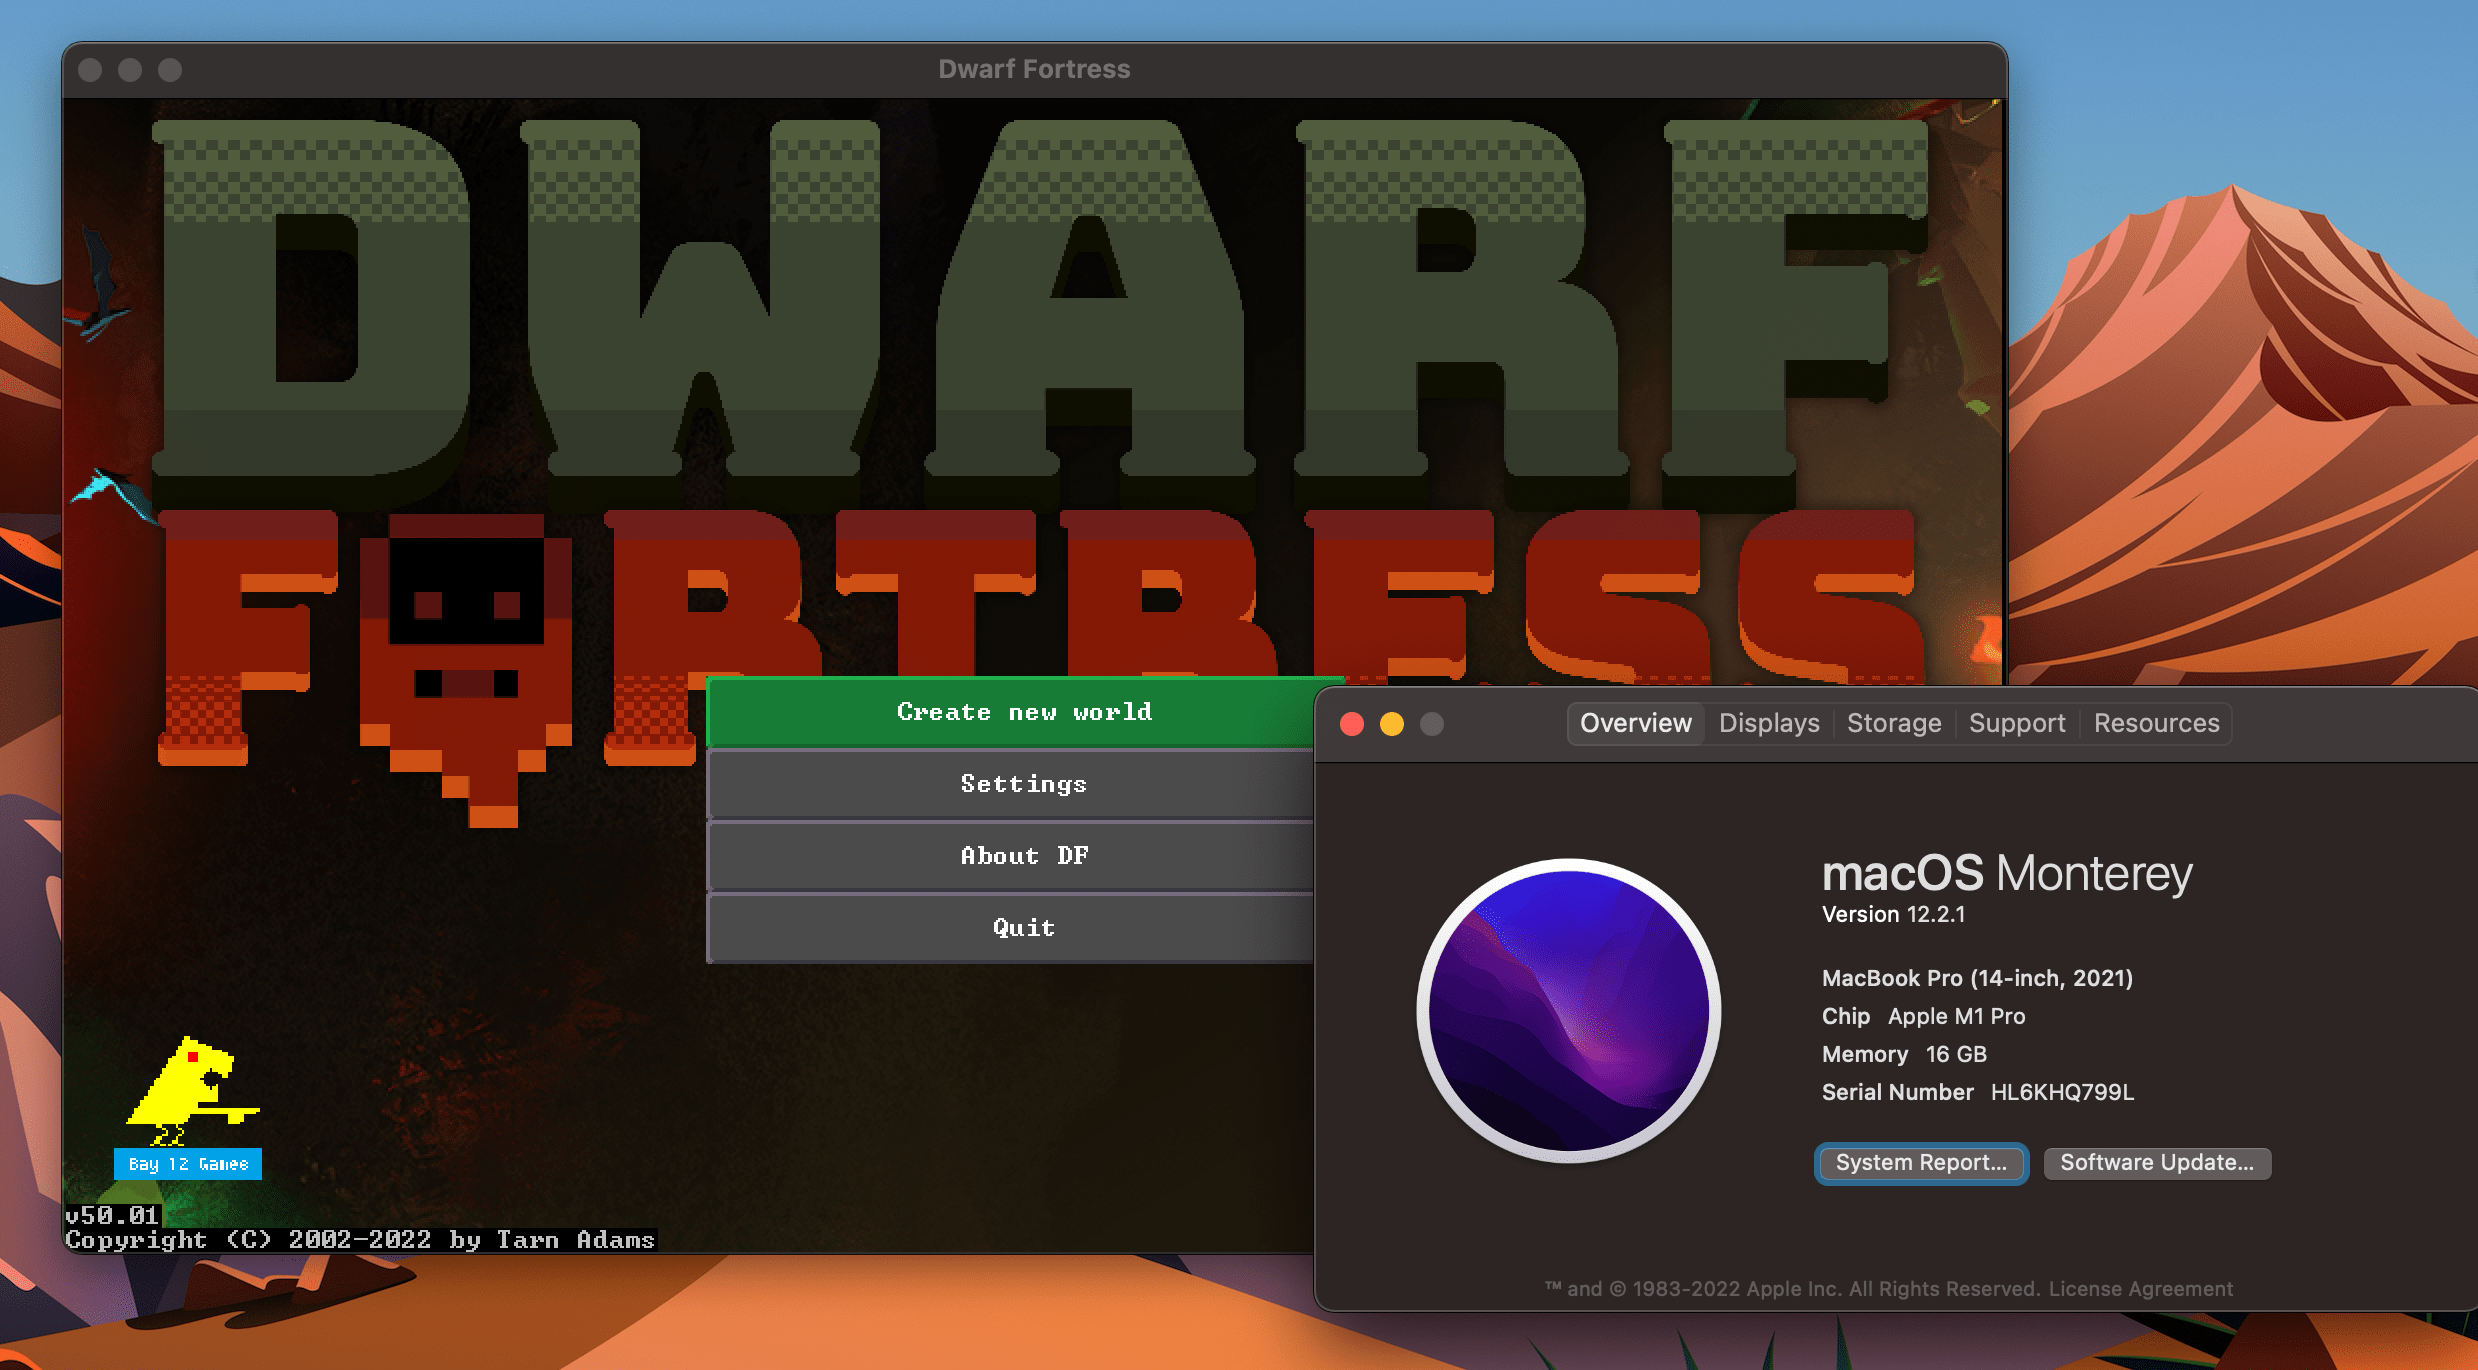 Dwarf Fortress
DWARF
FORTRESS
Create new world
Settings
About DF
Quit
Bay 12 Games
v50.01
Copyright (C) 2002-2022 by Tarn Adams
Overview Displays Storage Support Resources
macOS Monterey
Version 12.2.1
MacBook Pro (14-inch, 2021)
Chip Apple M1 Pro
Memory 16 GB
Serial Number HL6KHQ799L
System Report... Software Update...
™ and © 1983-2022 Apple Inc. All Rights Reserved. License Agreement